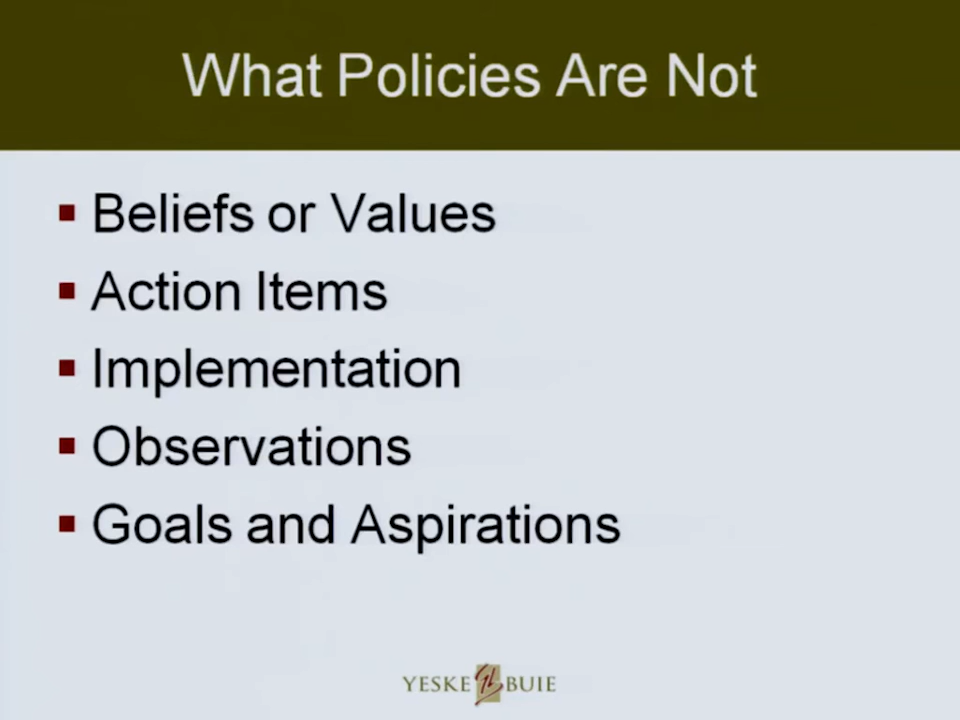 What Policies Are Not
Beliefs or Values
Action Items
Implementation
Observations
Goals and Aspirations
YESKE BUIE